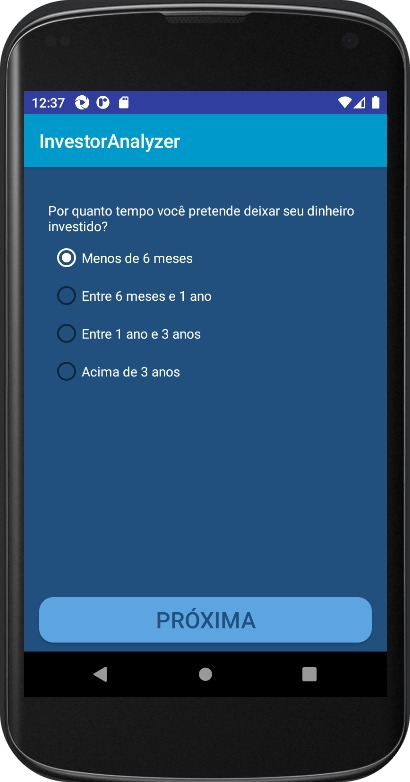 12:37
InvestorAnalyzer
Por quanto tempo você pretende deixar seu dinheiro
investido?
Menos de 6 meses
Entre 6 meses e 1 ano
Entre 1 ano e 3 anos
Acima de 3 anos
PRÓXIMA